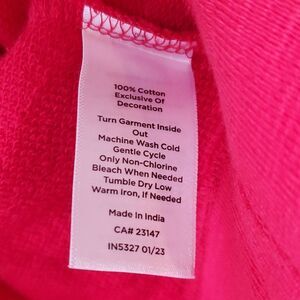 100% Cotton
Exclusive Of
Decoration
Turn Garment Inside
Out
Machine Wash Cold
Gentle Cycle
Only Non-Chlorine
Bleach When Needed
Tumble Dry Low
Warm Iron, If Needed
Made In India
CA# 23147
IN5327 01/23